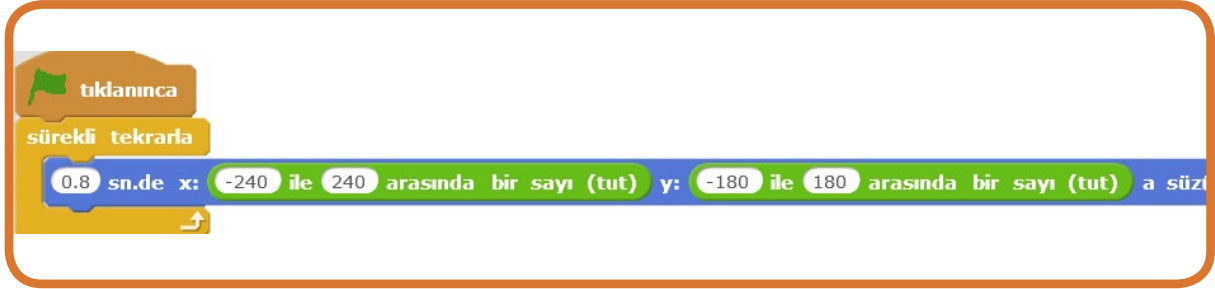 tıklanınca
sürekli tekrarla
0.8 sn.de x: -240 ile 240 arasında bir sayı (tut) y: -180 ile 180 arasında bir sayı (tut) a